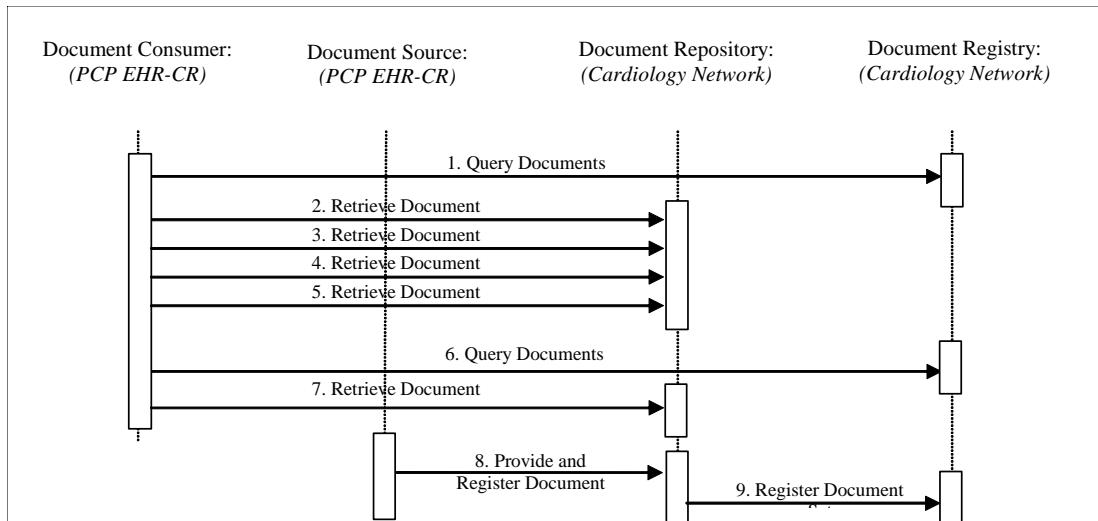 Document Consumer:
(PCP EHR-CR)
Document Source:
(PCP EHR-CR)
Document Repository:
(Cardiology Network)
Document Registry:
(Cardiology Network)
1. Query Documents
2. Retrieve Document
3. Retrieve Document
4. Retrieve Document
5. Retrieve Document
6. Query Documents
7. Retrieve Document
8. Provide and
Register Document
9. Register Document